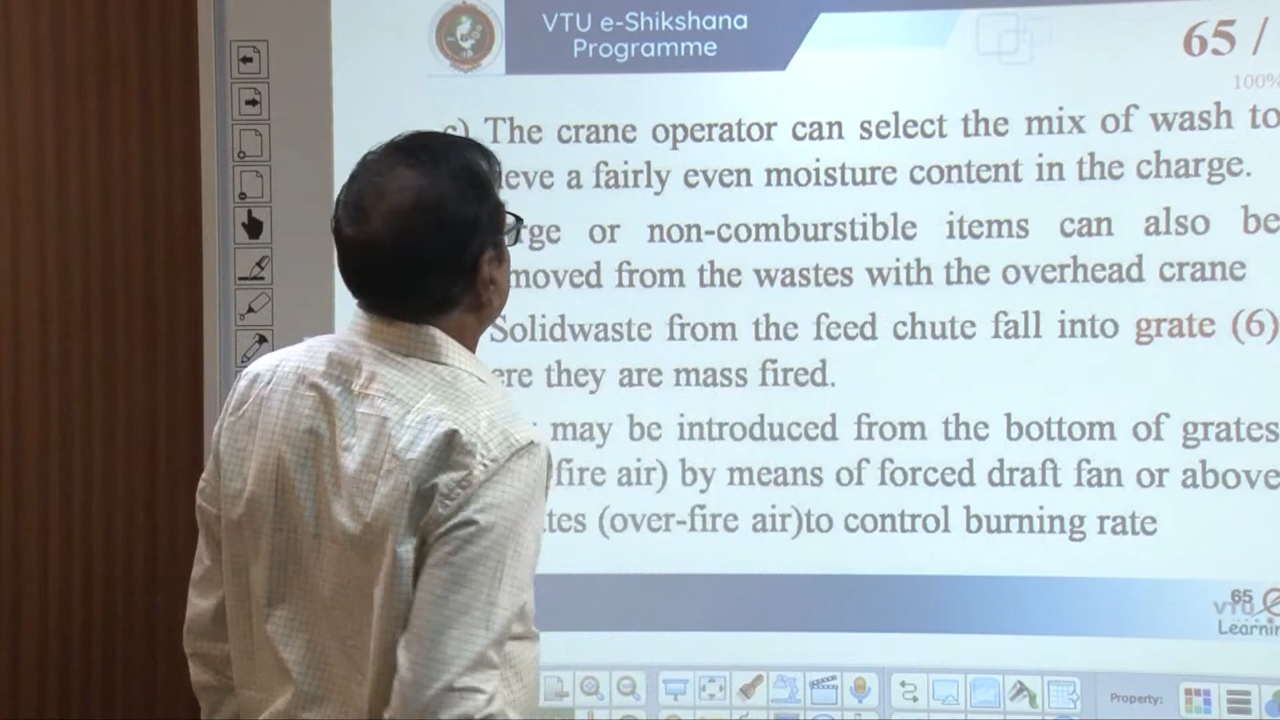 VTU e-Shikshana
Programme
65 /
100%
c) The crane operator can select the mix of wash to
eve a fairly even moisture content in the charge.
rge or non-comburstible items can also be
moved from the wastes with the overhead crane
Solidwaste from the feed chute fall into grate (6)
ere they are mass fired.
may be introduced from the bottom of grates
fire air) by means of forced draft fan or above
tes (over-fire air)to control burning rate
65
VTU
Learnin
Property: